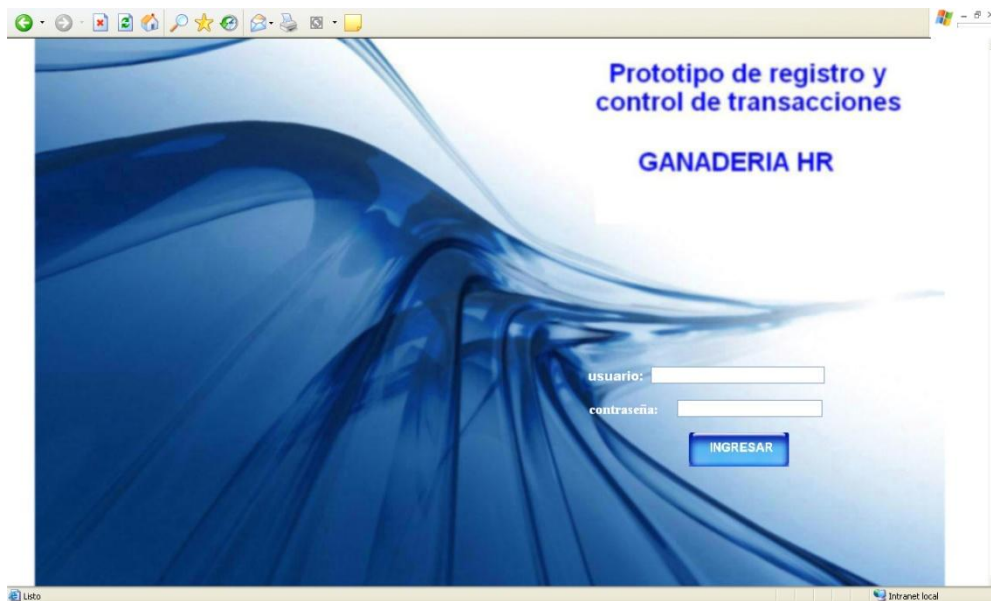 Prototipo de registro y
control de transacciones
GANADERIA HR
usuario:
contraseña:
INGRESAR
Listo
Intranet local